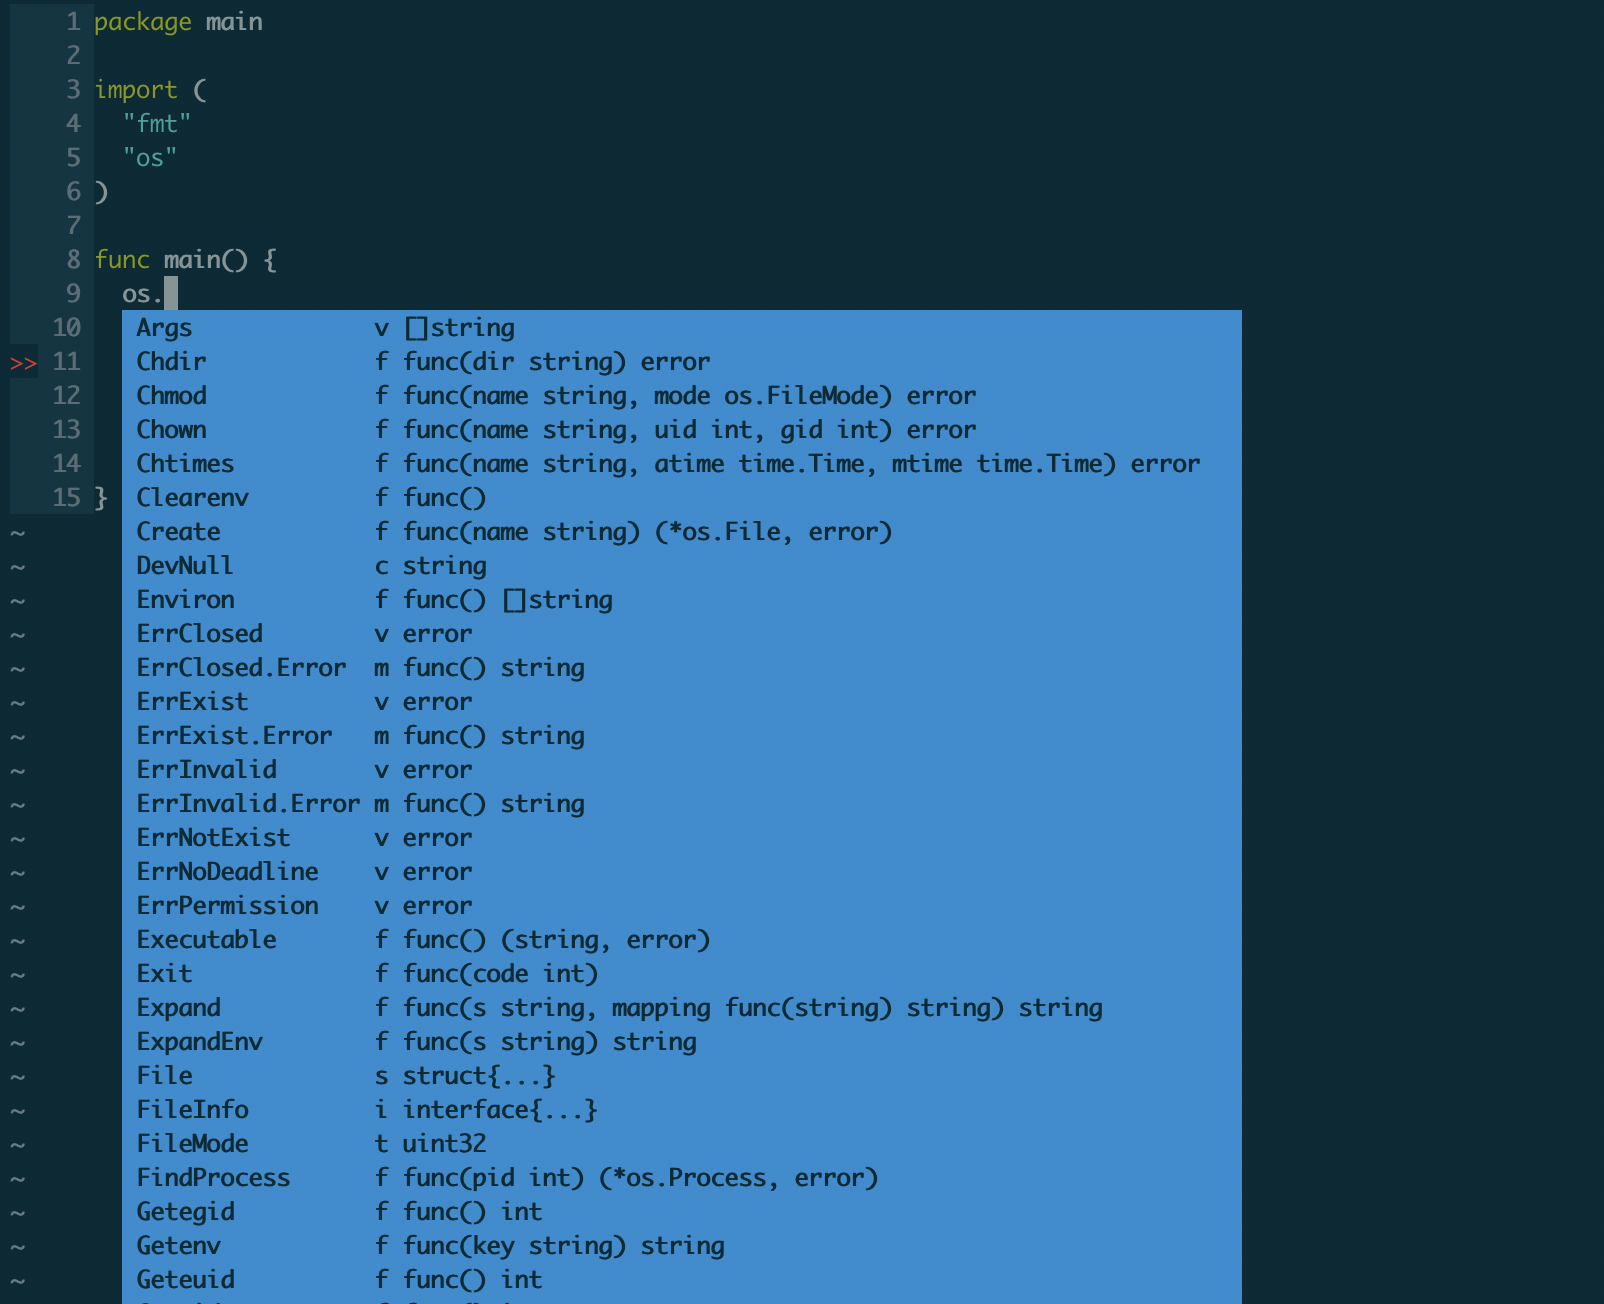 1 package main
2
3 import (
4   "fmt"
5   "os"
6 )
7
8 func main() {
9   os.
10   Args             v []string
>> 11   Chdir            f func(dir string) error
12   Chmod            f func(name string, mode os.FileMode) error
13   Chown            f func(name string, uid int, gid int) error
14   Chtimes          f func(name string, atime time.Time, mtime time.Time) error
15 } Clearenv         f func()
~ Create           f func(name string) (*os.File, error)
~ DevNull          c string
~ Environ          f func() []string
~ ErrClosed        v error
~ ErrClosed.Error  m func() string
~ ErrExist         v error
~ ErrExist.Error   m func() string
~ ErrInvalid       v error
~ ErrInvalid.Error m func() string
~ ErrNotExist      v error
~ ErrNoDeadline    v error
~ ErrPermission    v error
~ Executable       f func() (string, error)
~ Exit             f func(code int)
~ Expand           f func(s string, mapping func(string) string) string
~ ExpandEnv        f func(s string) string
~ File             s struct{...}
~ FileInfo         i interface{...}
~ FileMode         t uint32
~ FindProcess      f func(pid int) (*os.Process, error)
~ Getegid          f func() int
~ Getenv           f func(key string) string
~ Geteuid          f func() int